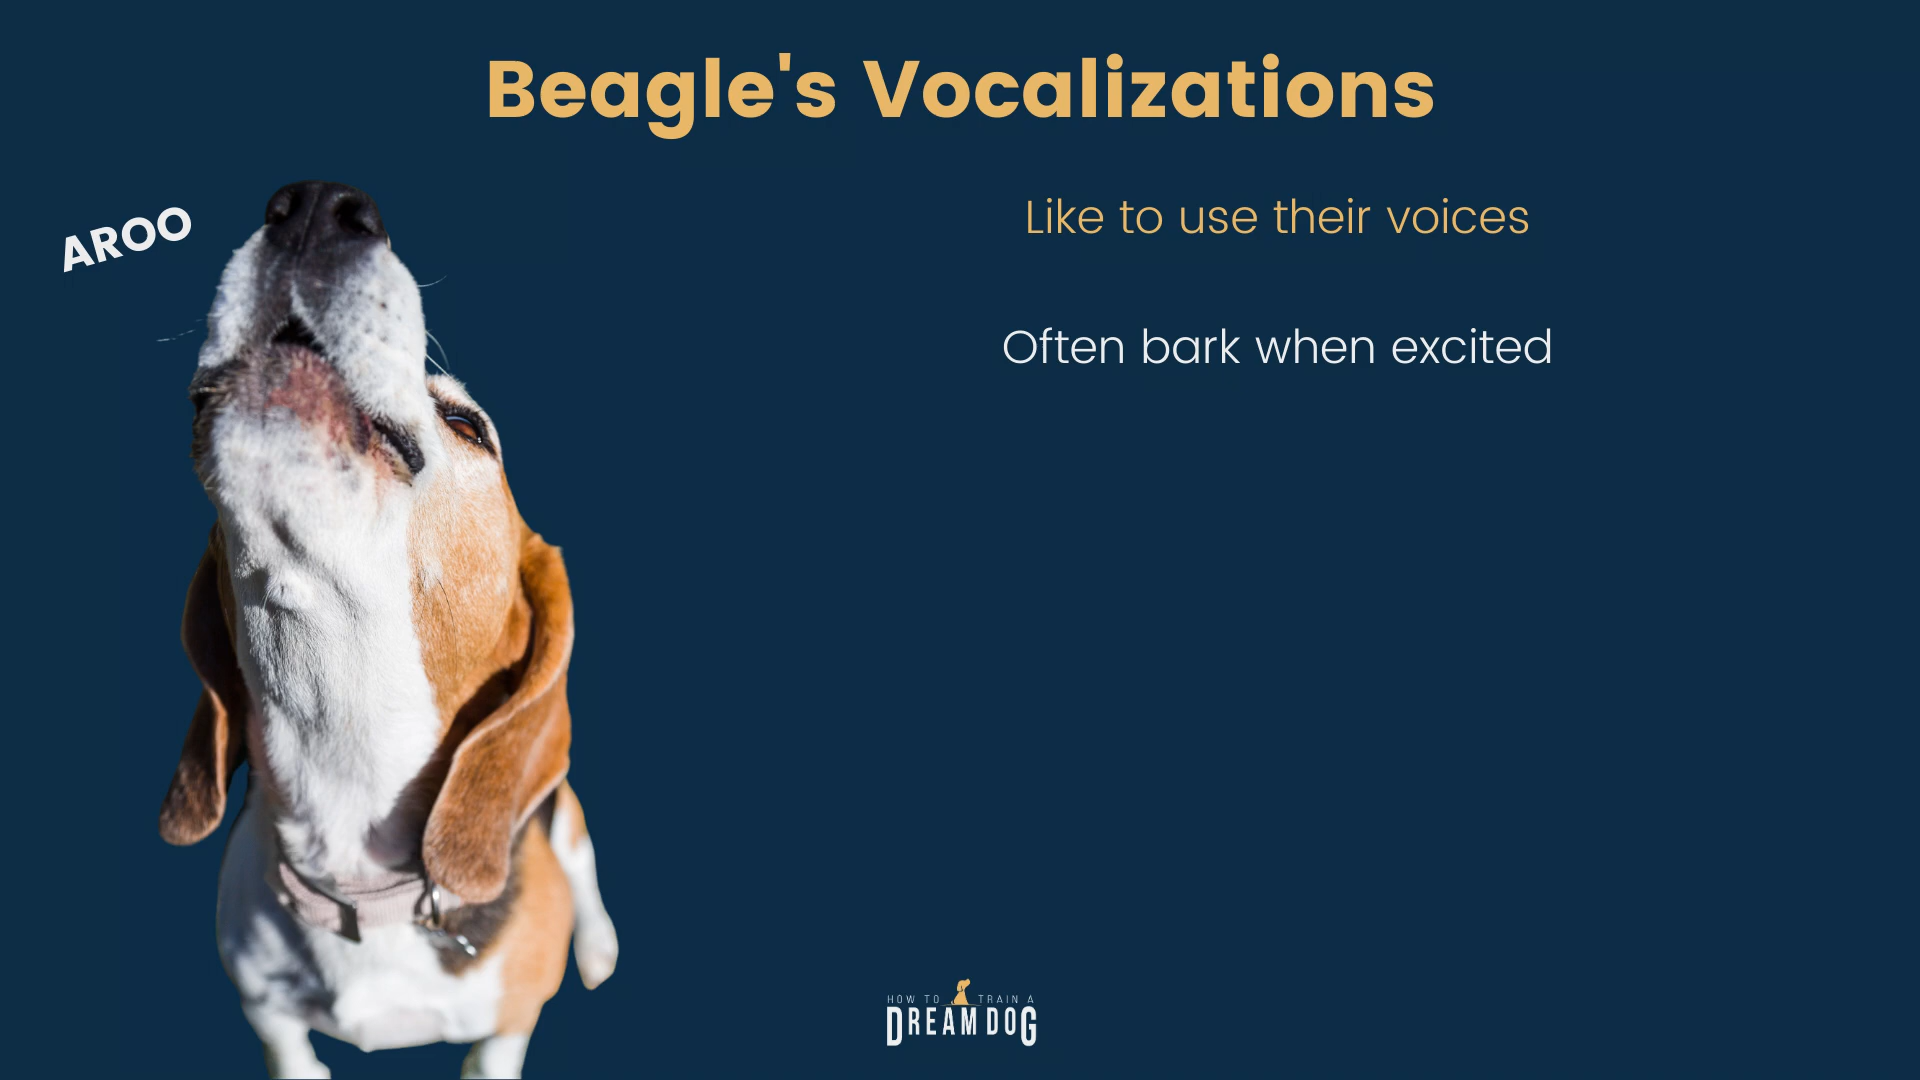 Beagle's Vocalizations
AROO
Like to use their voices
Often bark when excited
HOW TO TRAIN A
DREAM DOG